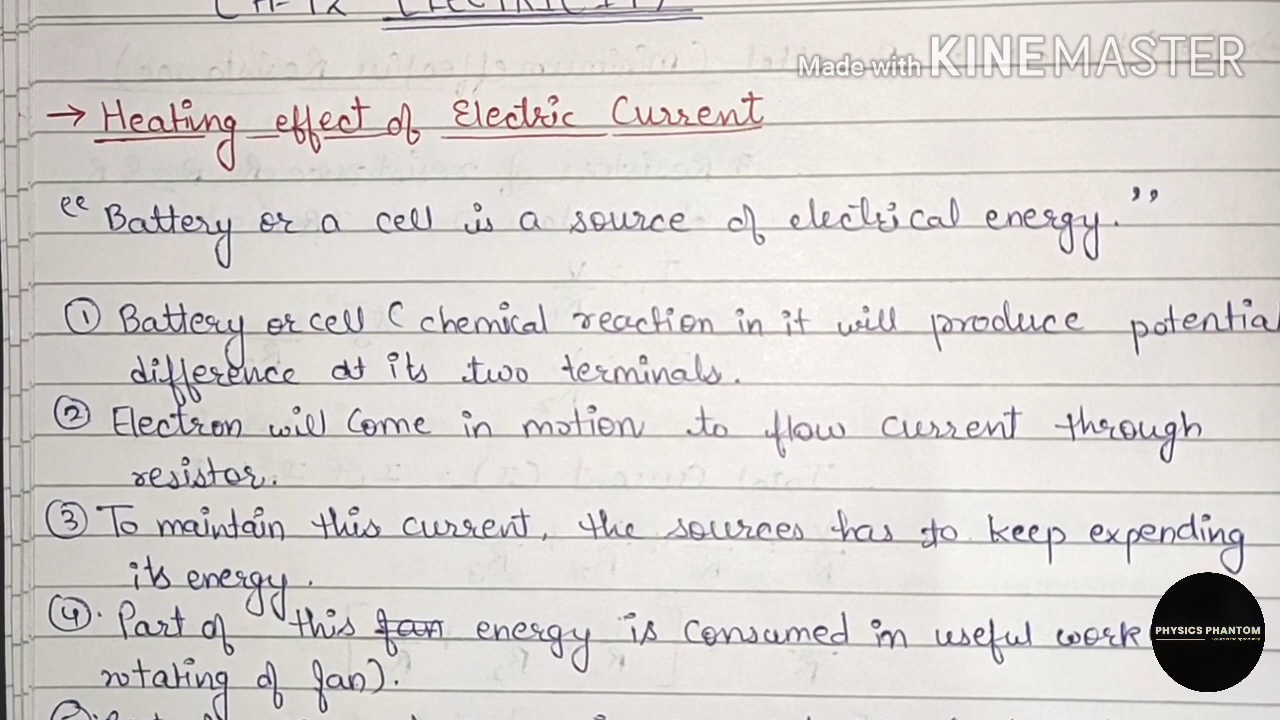 CH-12 ELECTRICITY
Made with KINEMASTER
→ Heating effect of Electric Current
"Battery or a cell is a source of electrical energy."
① Battery or cell ( chemical reaction in it will produce potential
difference at its two terminals.
② Electron will come in motion to flow current through
resistor.
③ To maintain this current, the sources has to keep expending
its energy.
④. Part of this fan energy is consumed in useful work
rotating of fan).
PHYSICS PHANTOM